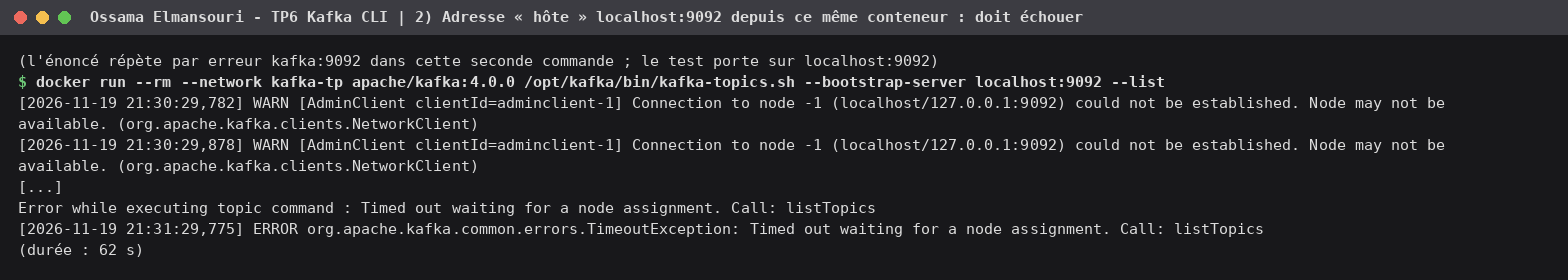 Ossama Elmansouri - TP6 Kafka CLI | 2) Adresse « hôte » localhost:9092 depuis ce même conteneur : doit échouer
(l'énoncé répète par erreur kafka:9092 dans cette seconde commande ; le test porte sur localhost:9092)
$ docker run --rm --network kafka-tp apache/kafka:4.0.0 /opt/kafka/bin/kafka-topics.sh --bootstrap-server localhost:9092 --list
[2026-11-19 21:30:29,782] WARN [AdminClient clientId=adminclient-1] Connection to node -1 (localhost/127.0.0.1:9092) could not be established. Node may not be
available. (org.apache.kafka.clients.NetworkClient)
[2026-11-19 21:30:29,878] WARN [AdminClient clientId=adminclient-1] Connection to node -1 (localhost/127.0.0.1:9092) could not be established. Node may not be
available. (org.apache.kafka.clients.NetworkClient)
[...]
Error while executing topic command : Timed out waiting for a node assignment. Call: listTopics
[2026-11-19 21:31:29,775] ERROR org.apache.kafka.common.errors.TimeoutException: Timed out waiting for a node assignment. Call: listTopics
(durée : 62 s)